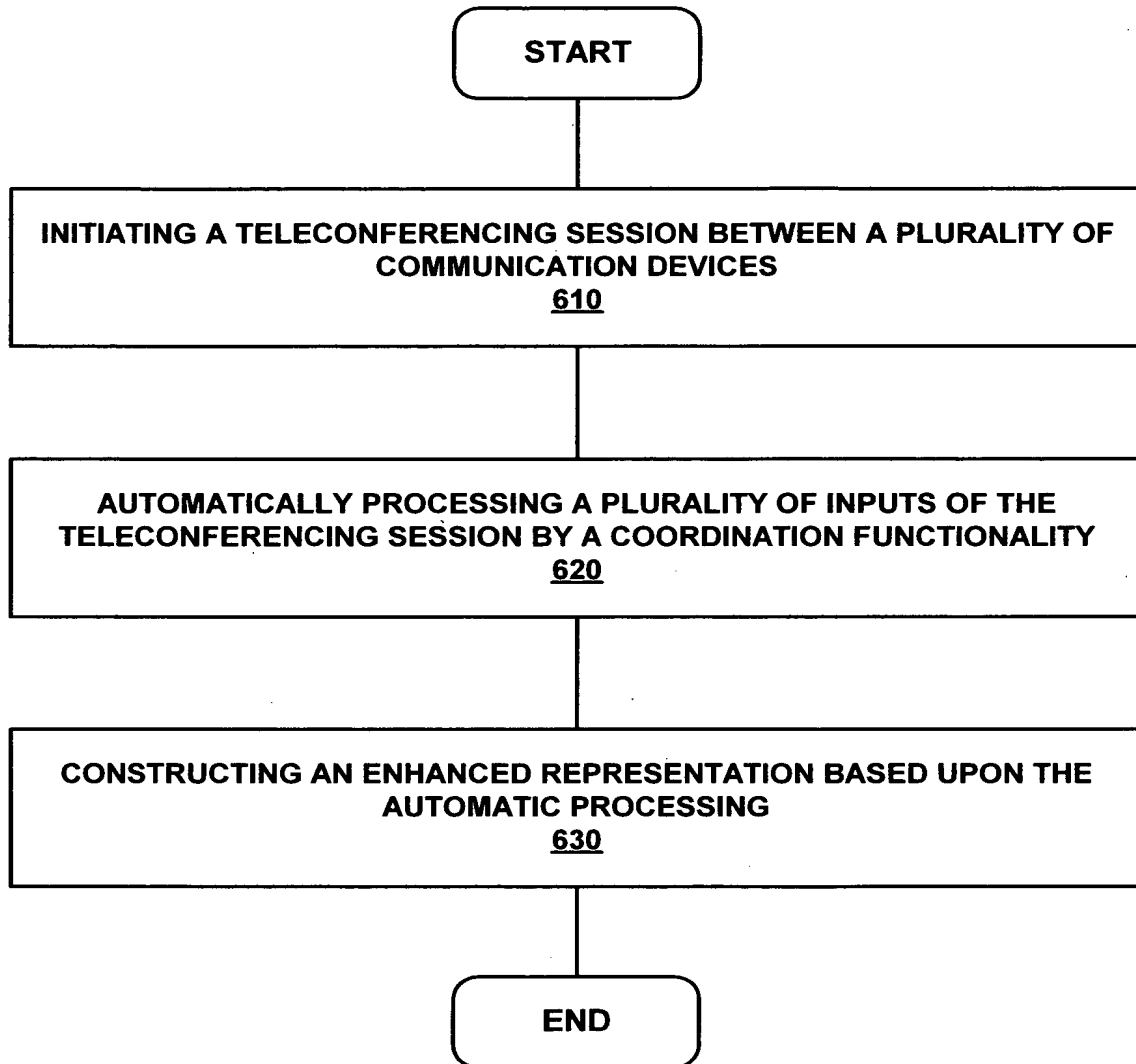 START
INITIATING A TELECONFERENCING SESSION BETWEEN A PLURALITY OF
COMMUNICATION DEVICES
610
AUTOMATICALLY PROCESSING A PLURALITY OF INPUTS OF THE
TELECONFERENCING SESSION BY A COORDINATION FUNCTIONALITY
620
CONSTRUCTING AN ENHANCED REPRESENTATION BASED UPON THE
AUTOMATIC PROCESSING
630
END